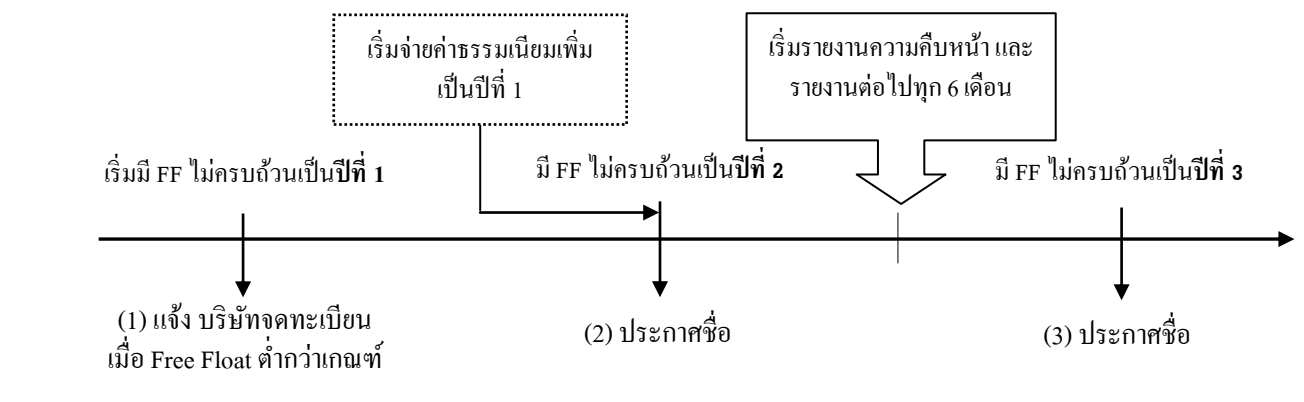 เริ่มจ่ายค่าธรรมเนียมเพิ่ม
เป็นปีที่ 1
เริ่มรายงานความคืบหน้า และ
รายงานต่อไปทุก 6 เดือน
เริ่มมี FF ไม่ครบถ้วนเป็นปีที่ 1
มี FF ไม่ครบถ้วนเป็นปีที่ 2
มี FF ไม่ครบถ้วนเป็นปีที่ 3
(1) แจ้ง บริษัทจดทะเบียน
เมื่อ Free Float ต่ำกว่าเกณฑ์
(2) ประกาศชื่อ
(3) ประกาศชื่อ